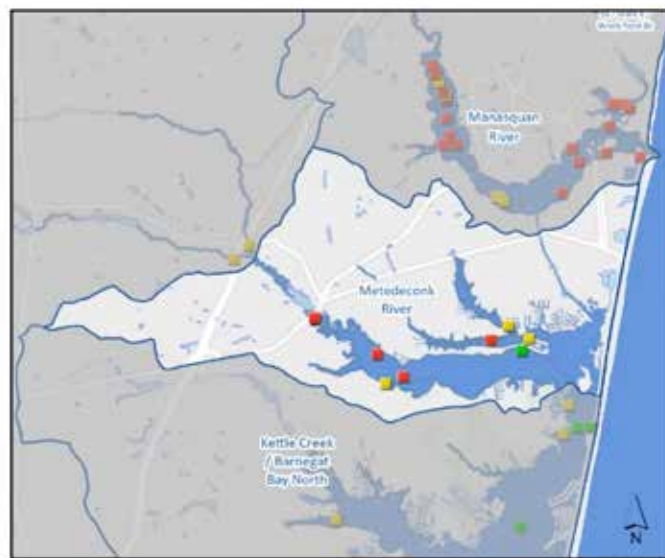 Manasquan
River
Metedeconk
River
Kettle Creek
/ Barnegat
Bay North
N